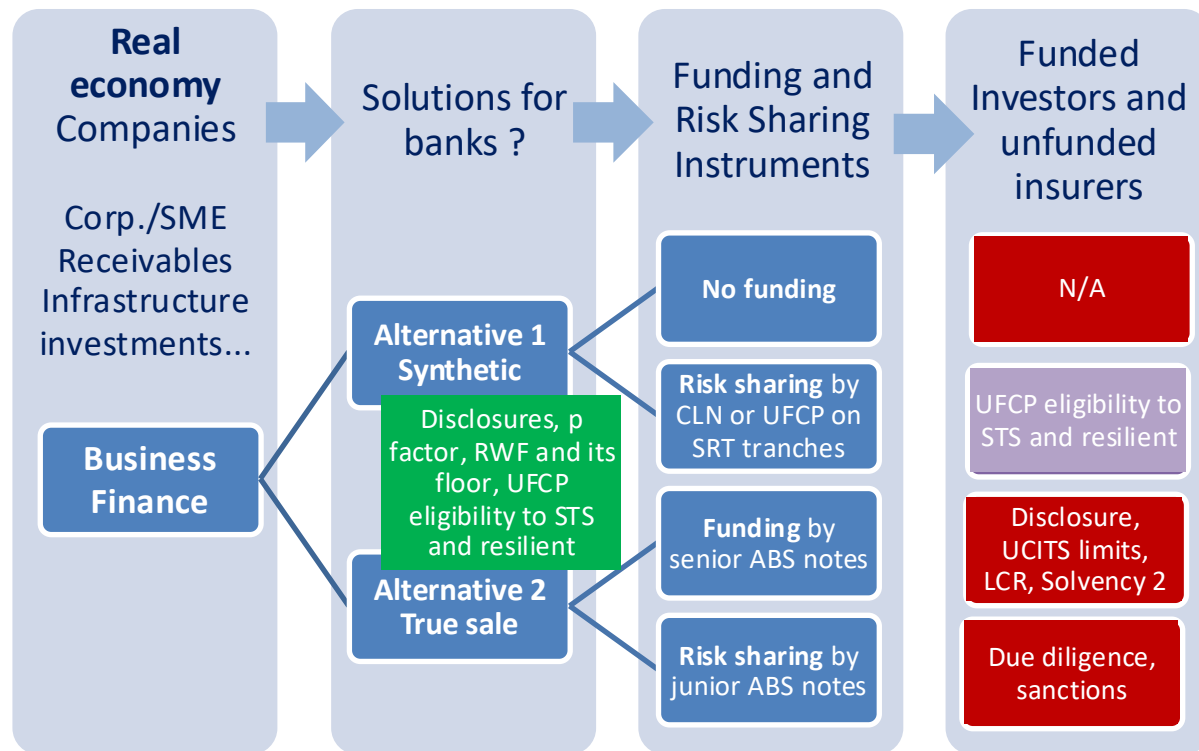 Real
economy
Companies
Corp./SME
Receivables
Infrastructure
investments...
Business
Finance
Solutions for
banks ?
Alternative 1
Synthetic
Disclosures, p
factor, RWF and its
floor, UFCP
eligibility to STS
and resilient
Alternative 2
True sale
Funding and
Risk Sharing
Instruments
No funding
Risk sharing by
CLN or UFCP on
SRT tranches
Funding by
senior ABS notes
Risk sharing by
junior ABS notes
Funded
Investors and
unfunded
insurers
N/A
UFCP eligibility to
STS and resilient
Disclosure,
UCITS limits,
LCR, Solvency 2
Due diligence,
sanctions